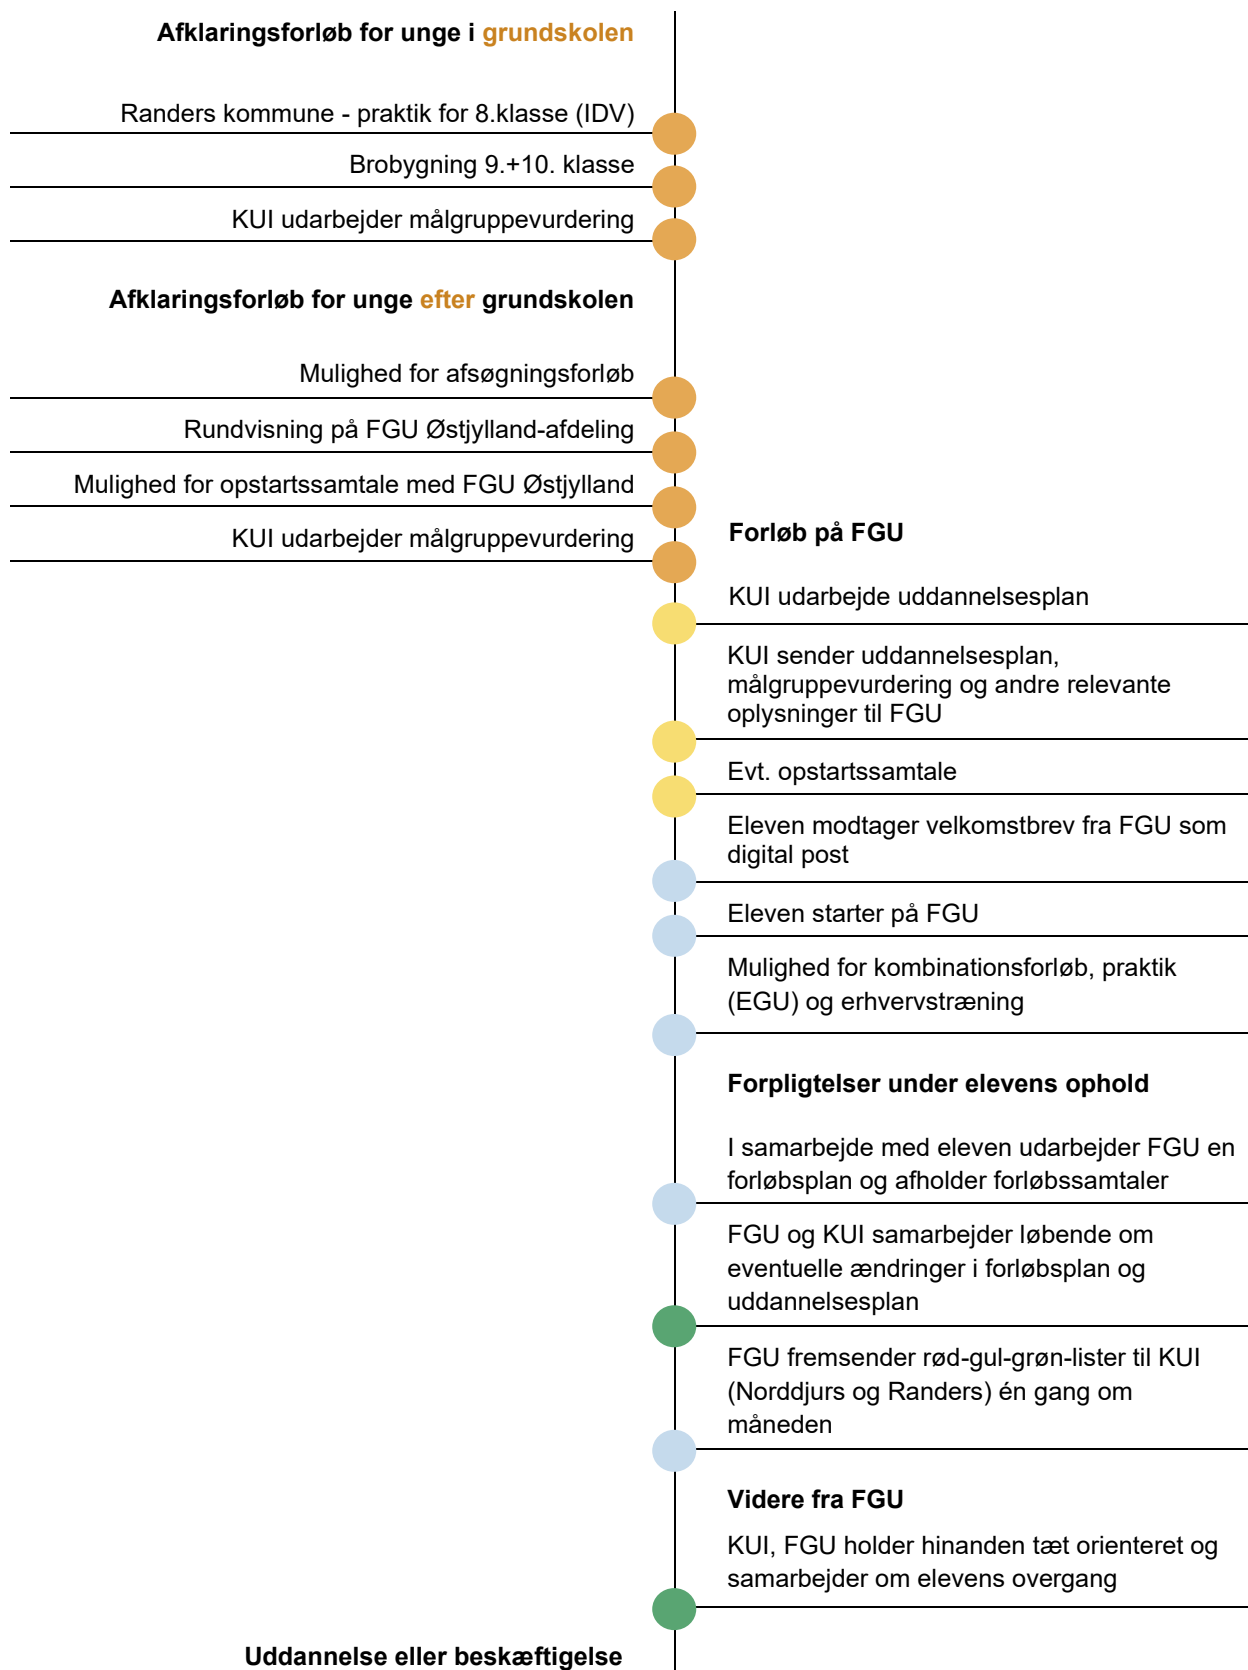 Afklaringsforløb for unge i grundskolen
Randers kommune - praktik for 8.klasse (IDV)
Brobygning 9.+10. klasse
KUI udarbejder målgruppevurdering
Afklaringsforløb for unge efter grundskolen
Mulighed for afsøgningsforløb
Rundvisning på FGU Østjylland-afdeling
Mulighed for opstartssamtale med FGU Østjylland
KUI udarbejder målgruppevurdering
Forløb på FGU
KUI udarbejde uddannelsesplan
KUI sender uddannelsesplan,
målgruppevurdering og andre relevante
oplysninger til FGU
Evt. opstartssamtale
Eleven modtager velkomstbrev fra FGU som
digital post
Eleven starter på FGU
Mulighed for kombinationsforløb, praktik
(EGU) og erhvervstræning
Forpligtelser under elevens ophold
I samarbejde med eleven udarbejder FGU en
forløbsplan og afholder forløbssamtaler
FGU og KUI samarbejder løbende om
eventuelle ændringer i forløbsplan og
uddannelsesplan
FGU fremsender rød-gul-grøn-lister til KUI
(Norddjurs og Randers) én gang om
måneden
Videre fra FGU
KUI, FGU holder hinanden tæt orienteret og
samarbejder om elevens overgang
Uddannelse eller beskæftigelse